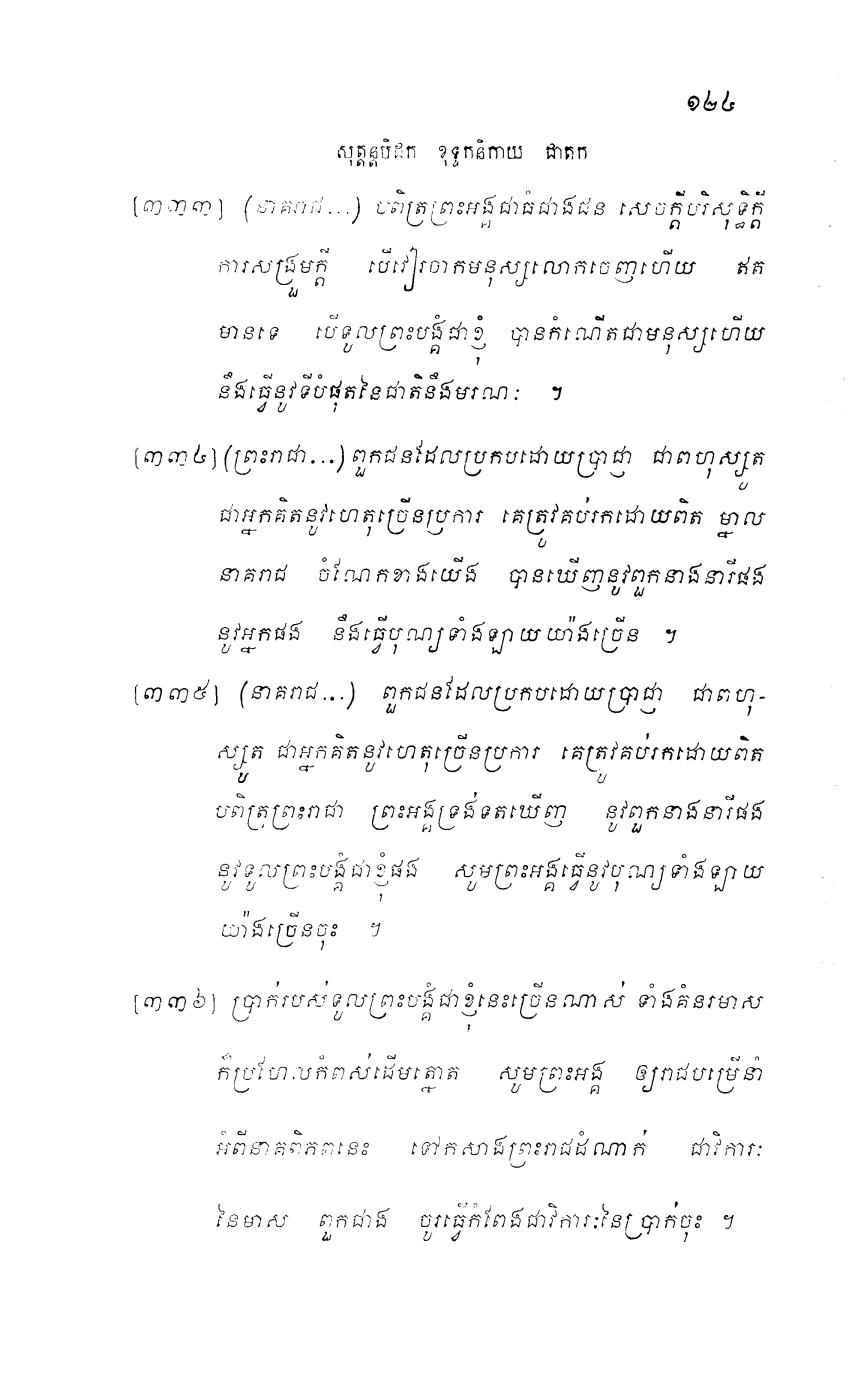 ១២៤
សុត្តន្តបិដក ខុទ្ទកនិកាយ ជាតក
[៣៣៣] (នាគរាជ...) បពិត្រព្រះអង្គជាធំជាងជន សេចក្តីបរិសុទ្ធិក្តី
ការសង្រួមក្តី បើវៀរចាកមនុស្សលោកចេញហើយ ឥត
មានទេ បើទូលព្រះបង្គំជាខ្ញុំ បានកំណើតជាមនុស្សហើយ
នឹងធ្វើនូវទីបំផុតនៃជាតិនឹងមរណៈ ។
[៣៣៤] (ព្រះរាជា...) ពួកជនដែលប្រកបដោយប្រាជ្ញា ជាពហុស្សូត
ជាអ្នកគិតនូវហេតុច្រើនប្រការ គេត្រូវគប់រកដោយពិត ម្នាល
នាគរាជ ចំណែកខាងយើង បានឃើញនូវពួកនាងនារីផង
នូវអ្នកផង នឹងធ្វើបុណ្យទាំងឡាយយ៉ាងច្រើន ។
[៣៣៥] (នាគរាជ...) ពួកជនដែលប្រកបដោយប្រាជ្ញា ជាពហុ-
ស្សូត ជាអ្នកគិតនូវហេតុច្រើនប្រការ គេត្រូវគប់រកដោយពិត
បពិត្រព្រះរាជា ព្រះអង្គទ្រង់ទតឃើញ នូវពួកនាងនារីផង
នូវទូលព្រះបង្គំជាខ្ញុំផង សូមព្រះអង្គធ្វើនូវបុណ្យទាំងឡាយ
យ៉ាងច្រើនចុះ ។
[៣៣៦] ប្រាក់របស់ទូលព្រះបង្គំជាខ្ញុំនេះច្រើនណាស់ ទាំងគំនរមាស
ក៏ប្រហែលកំពស់ដើមត្នោត សូមព្រះអង្គ ឲ្យរាជបម្រើនាំ
អំពីនាគពិភពនេះ ទៅកសាងព្រះរាជដំណាក់ ជាវិការៈ
នៃមាស ពួកជាង ចូរធ្វើកំពែងជាវិការៈនៃប្រាក់ចុះ ។